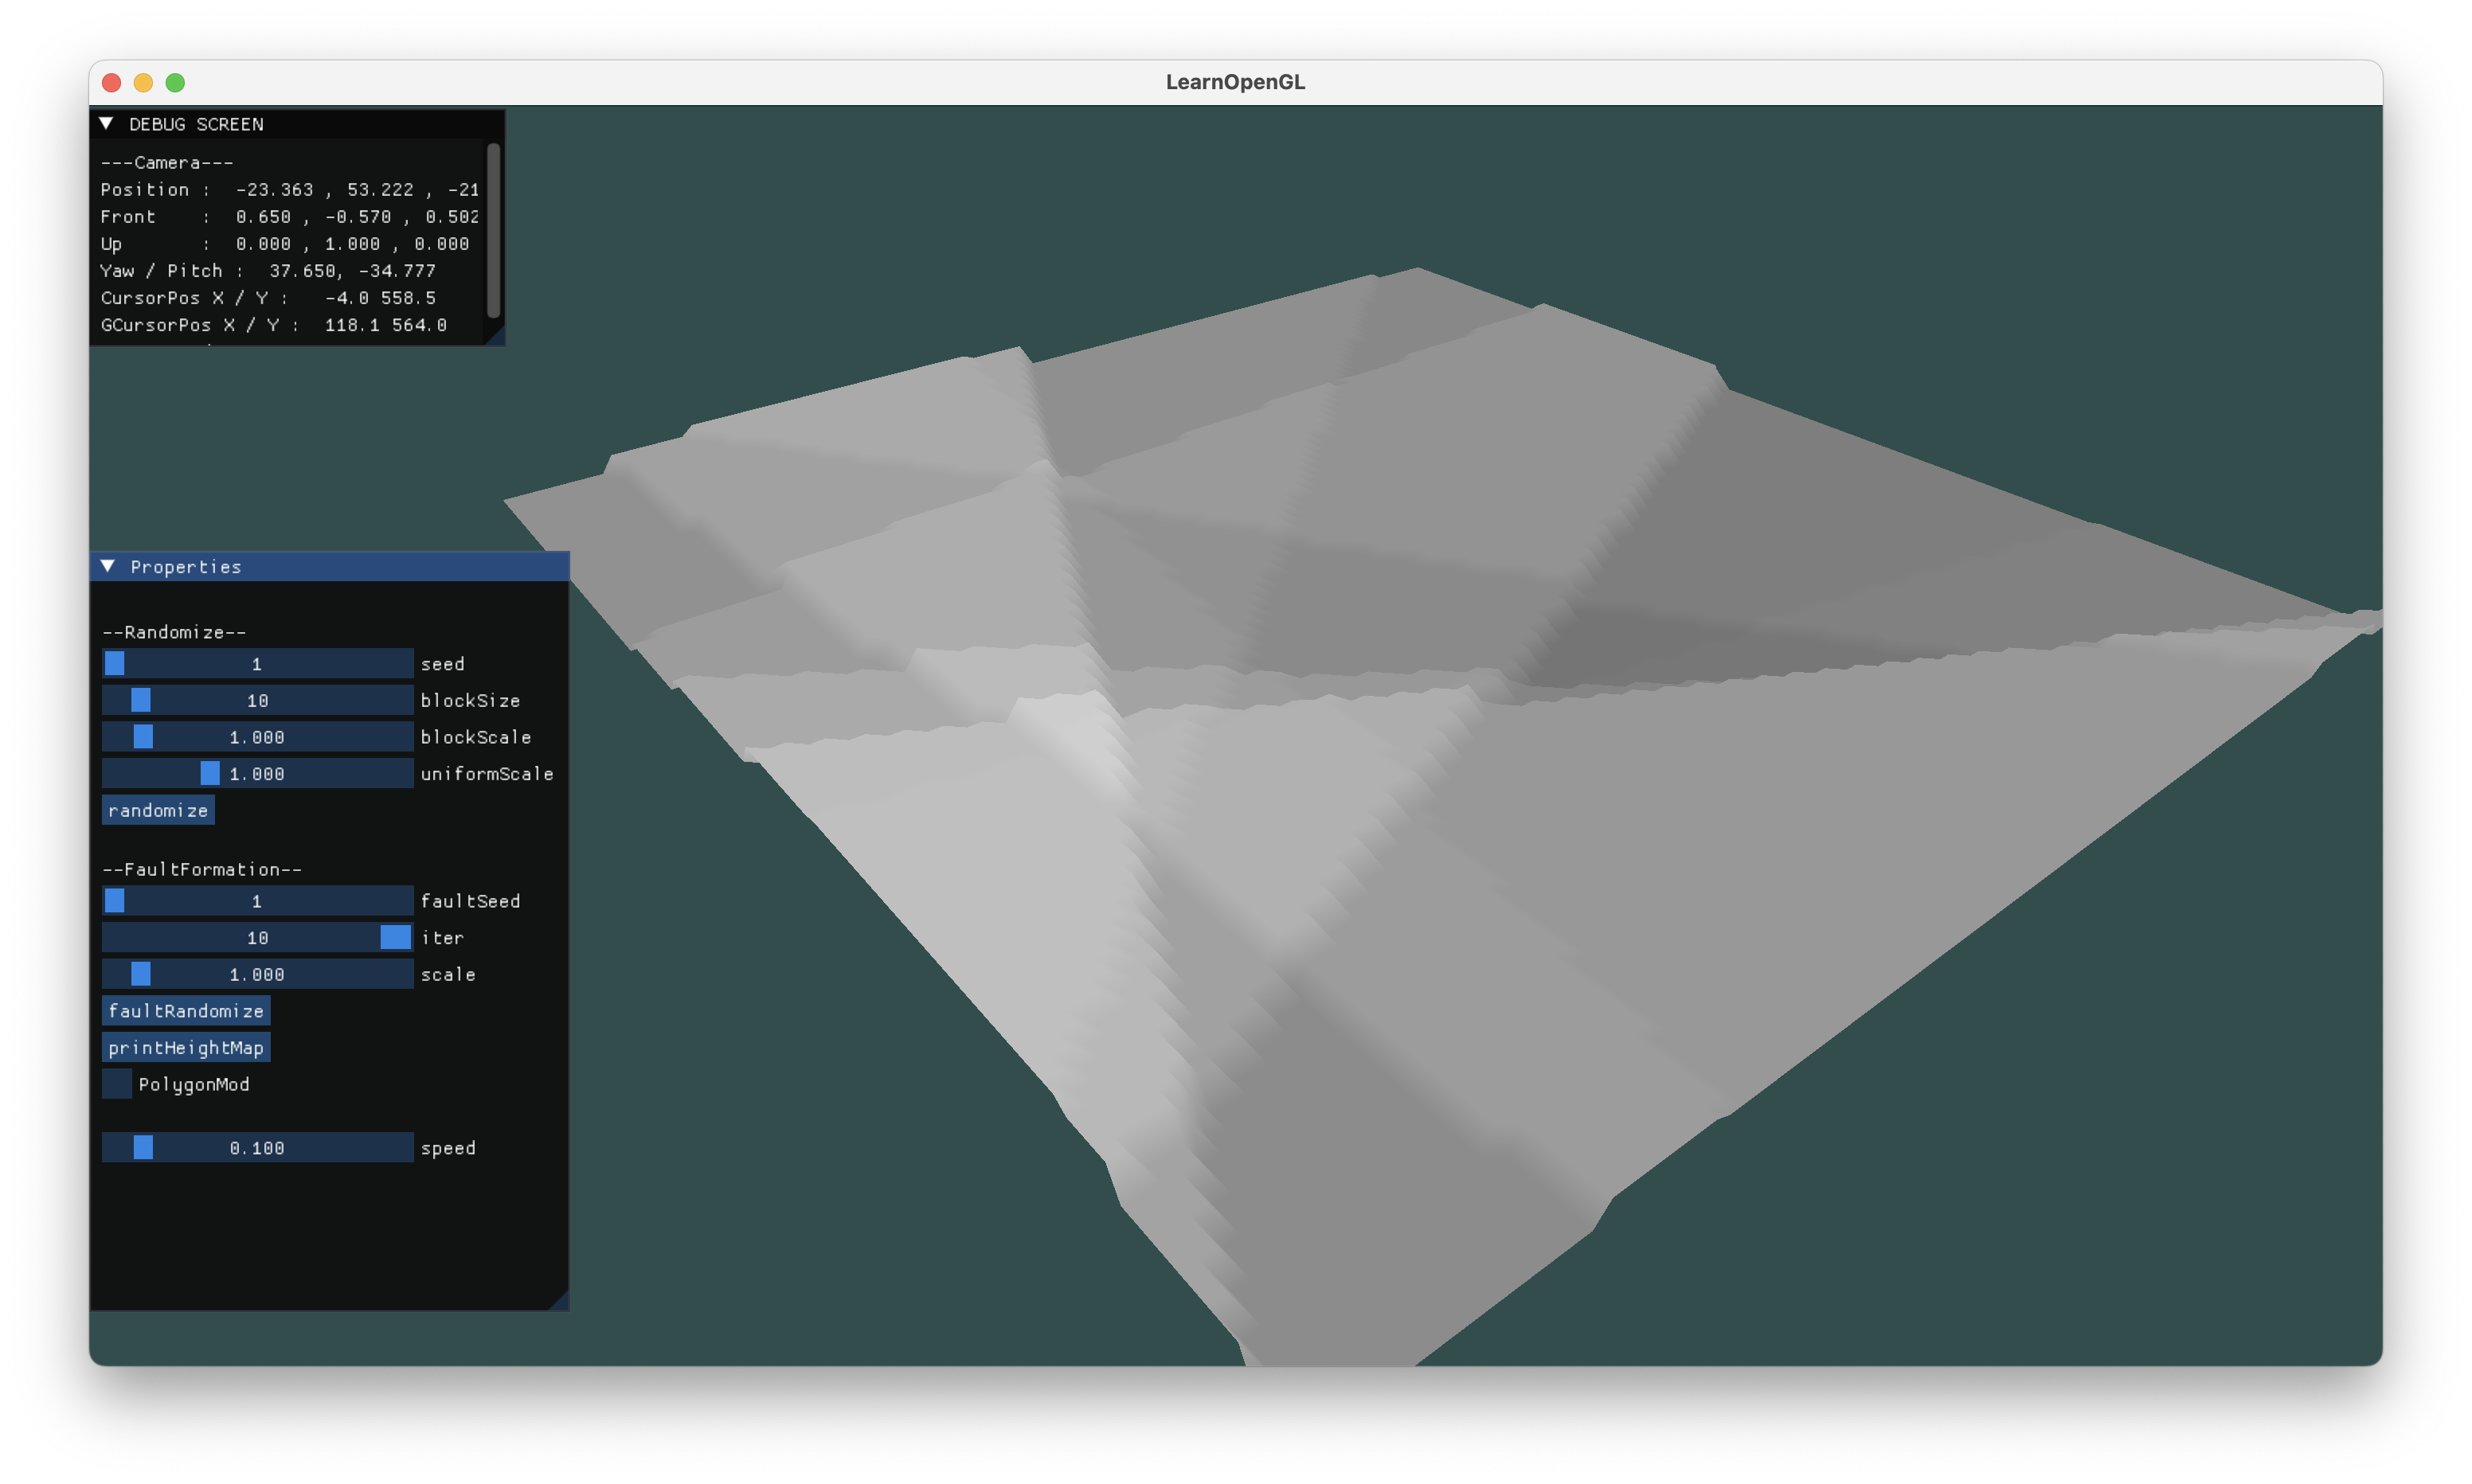 LearnOpenGL
DEBUG SCREEN
---Camera---
Position :  -23.363 , 53.222 , -21
Front    :  0.650 , -0.570 , 0.502
Up       :  0.000 , 1.000 , 0.000
Yaw / Pitch :  37.650, -34.777
CursorPos X / Y :   -4.0 558.5
GCursorPos X / Y :  118.1 564.0
Properties
--Randomize--
1 seed
10 blockSize
1.000 blockScale
1.000 uniformScale
randomize
--FaultFormation--
1 faultSeed
10 iter
1.000 scale
faultRandomize
printHeightMap
PolygonMod
0.100 speed